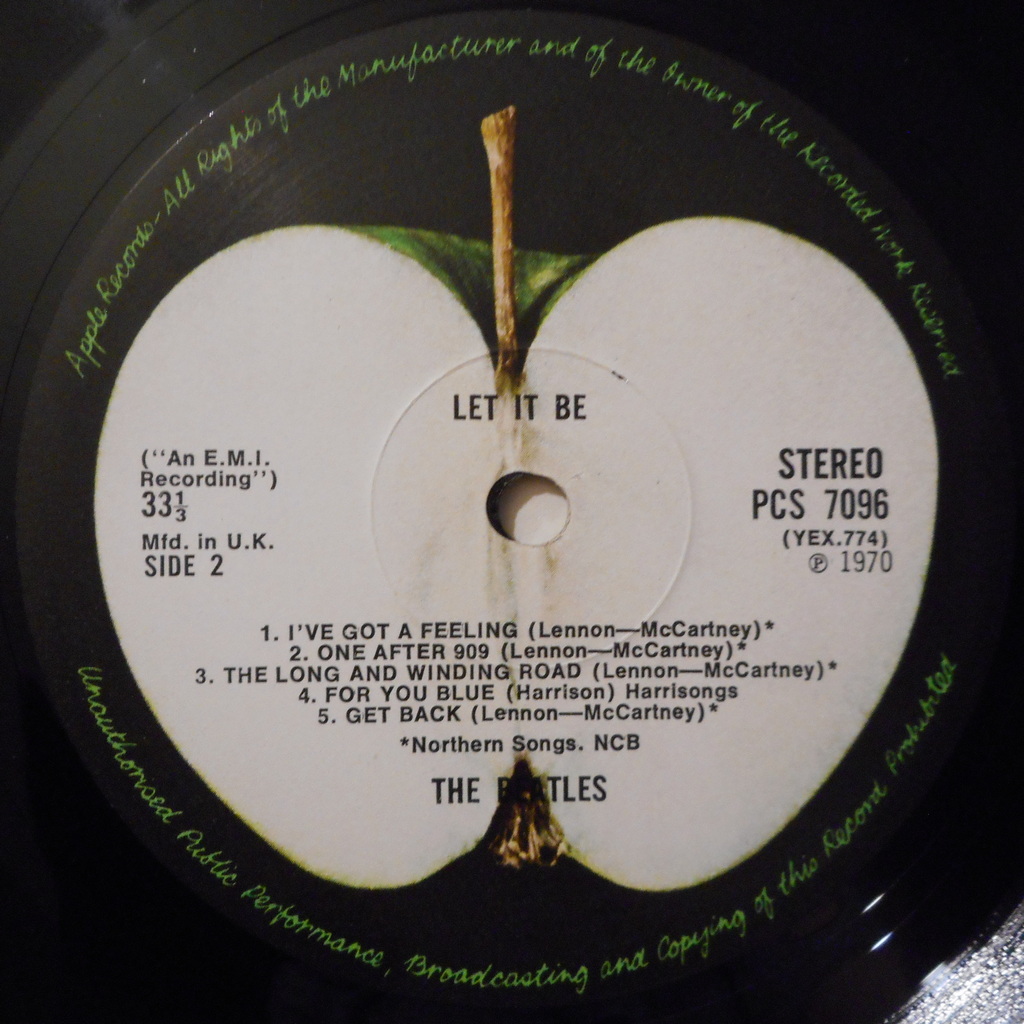 Apple Records - All Rights of the Manufacturer and of the Owner of the Recorded Work Reserved
LET IT BE
("An E.M.I.
Recording")
33⅓
Mfd. in U.K.
SIDE 2
STEREO
PCS 7096
(YEX.774)
℗ 1970
1. I'VE GOT A FEELING (Lennon—McCartney)*
2. ONE AFTER 909 (Lennon—McCartney)*
3. THE LONG AND WINDING ROAD (Lennon—McCartney)*
4. FOR YOU BLUE (Harrison) Harrisongs
5. GET BACK (Lennon—McCartney)*
*Northern Songs. NCB
THE BEATLES
Unauthorised Public Performance, Broadcasting and Copying of this Record Prohibited